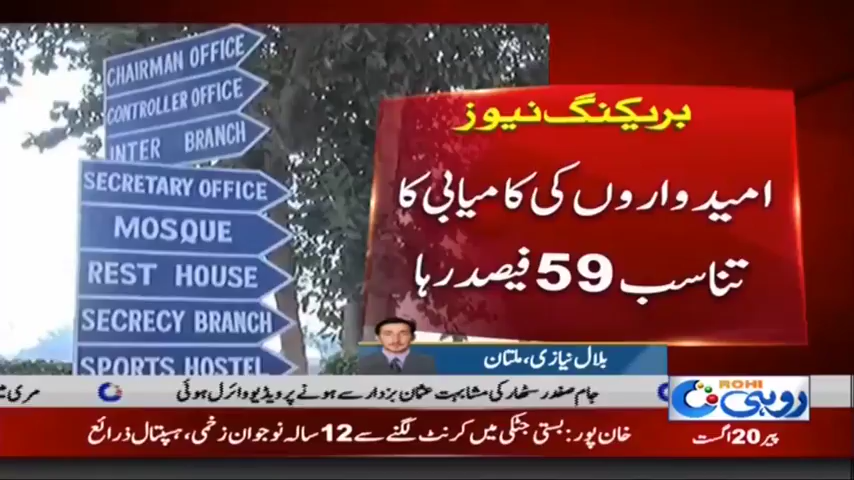 CHAIRMAN OFFICE
CONTROLLER OFFICE
INTER BRANCH
SECRETARY OFFICE
MOSQUE
REST HOUSE
SECRECY BRANCH
SPORTS HOSTEL
بریکنگ نیوز
امیدواروں کی کامیابی کا
تناسب 59 فیصد رہا
بلال نیازی، ملتان
جام صفدر سٹھار کی مشابہت عثمان بزدار سے ہونے پر ویڈیو وائرل ہوئی
مری
ROHI
روہی
خان پور: بستی جٹکی میں کرنٹ لگنے سے 12 سالہ نوجوان زخمی، ہسپتال ذرائع
پیر 20 اگست